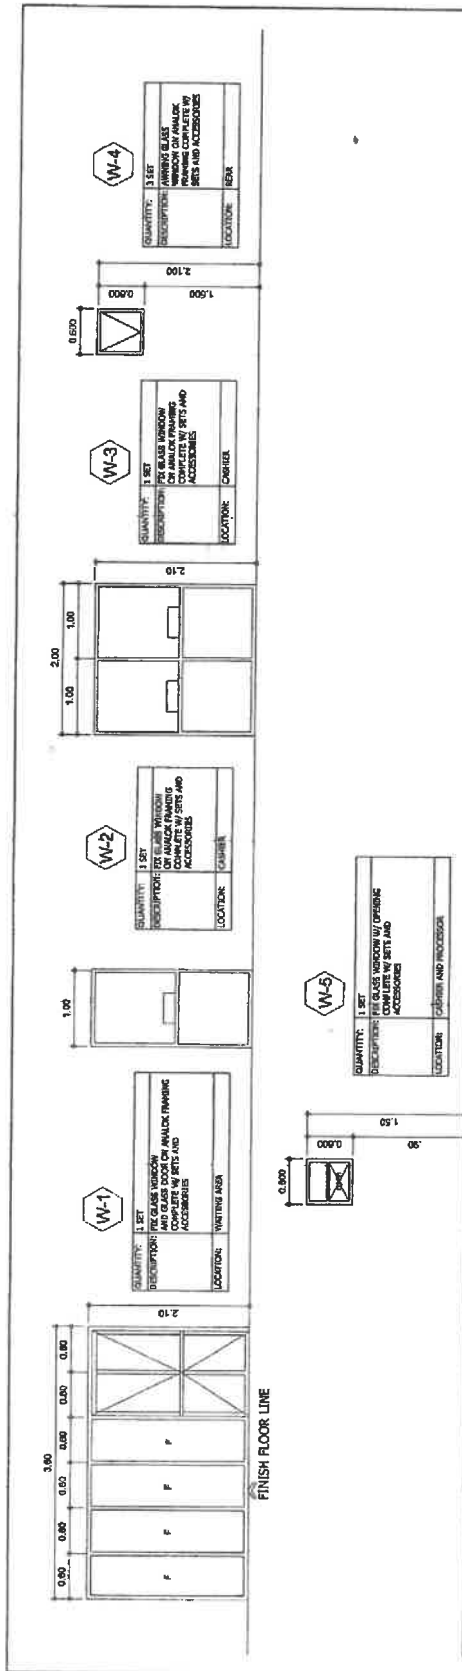 3.60
0.60 0.60 0.60 0.60 0.60 0.60
2.10
F F F F
FINISH FLOOR LINE
W-1
QUANTITY: 1 SET
DESCRIPTION: FIX GLASS WINDOW
AND GLASS DOOR ON ANALOK FRAMING
COMPLETE W/ SETS AND
ACCESSORIES
LOCATION: WAITING AREA
1.00
W-2
QUANTITY: 1 SET
DESCRIPTION: FIX GLASS WINDOW
ON ANALOK FRAMING
COMPLETE W/ SETS AND
ACCESSORIES
LOCATION: CASHIER
2.00
1.00 1.00
2.10
W-3
QUANTITY: 1 SET
DESCRIPTION: FIX GLASS WINDOW
ON ANALOK FRAMING
COMPLETE W/ SETS AND
ACCESSORIES
LOCATION: CASHIER
0.600
0.600
1.500
2.100
W-4
QUANTITY: 3 SET
DESCRIPTION: AWNING GLASS
WINDOW ON ANALOK
FRAMING COMPLETE W/
SETS AND ACCESSORIES
LOCATION: REAR
0.600
0.600
.90
1.50
W-5
QUANTITY: 1 SET
DESCRIPTION: FIX GLASS WINDOW W/ OPENING
COMPLETE W/ SETS AND
ACCESSORIES
LOCATION: CASHIER AND PROCESSOR